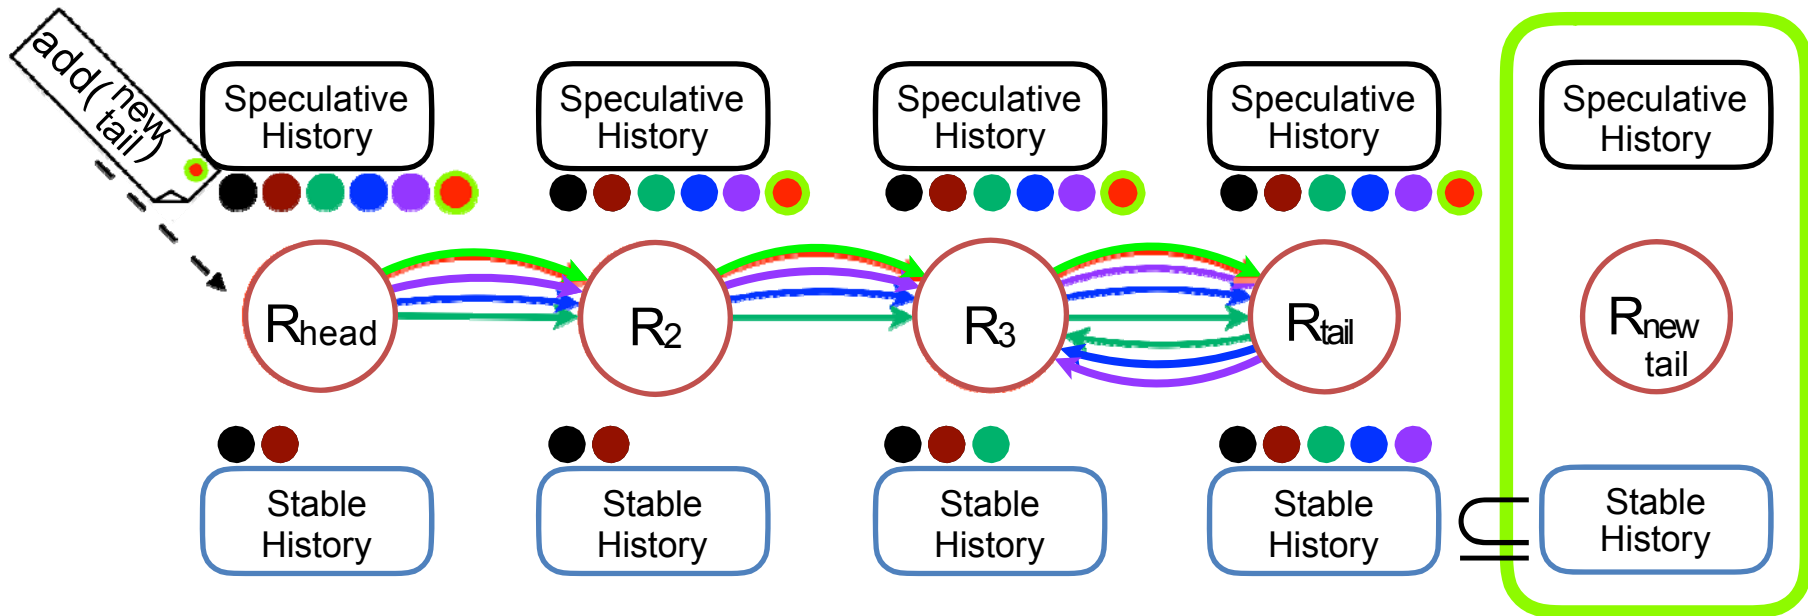 add(new
tail)
Speculative
History
Speculative
History
Speculative
History
Speculative
History
Speculative
History
Rhead
R2
R3
Rtail
Rnew
tail
Stable
History
Stable
History
Stable
History
Stable
History
⊆
Stable
History